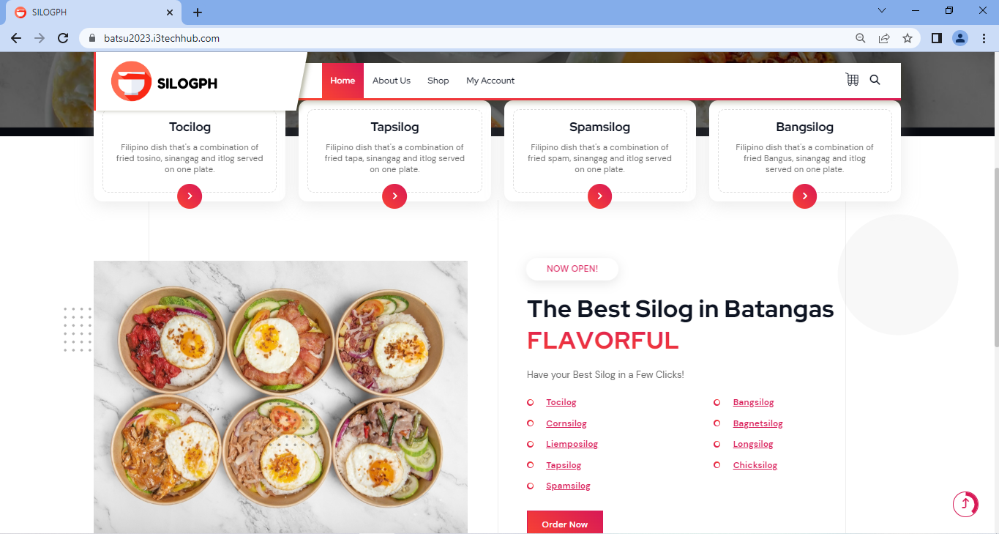 SILOGPH
batsu2023.i3techhub.com
SILOGPH
Home About Us Shop My Account
Tocilog
Filipino dish that's a combination of
fried tosino, sinangag and itlog served
on one plate.
Tapsilog
Filipino dish that's a combination of
fried tapa, sinangag and itlog served
on one plate.
Spamsilog
Filipino dish that's a combination of
fried spam, sinangag and itlog served
on one plate.
Bangsilog
Filipino dish that's a combination of
fried Bangus, sinangag and itlog
served on one plate.
NOW OPEN!
The Best Silog in Batangas
FLAVORFUL
Have your Best Silog in a Few Clicks!
Tocilog
Cornsilog
Liemposilog
Tapsilog
Spamsilog
Bangsilog
Bagnetsilog
Longsilog
Chicksilog
Order Now